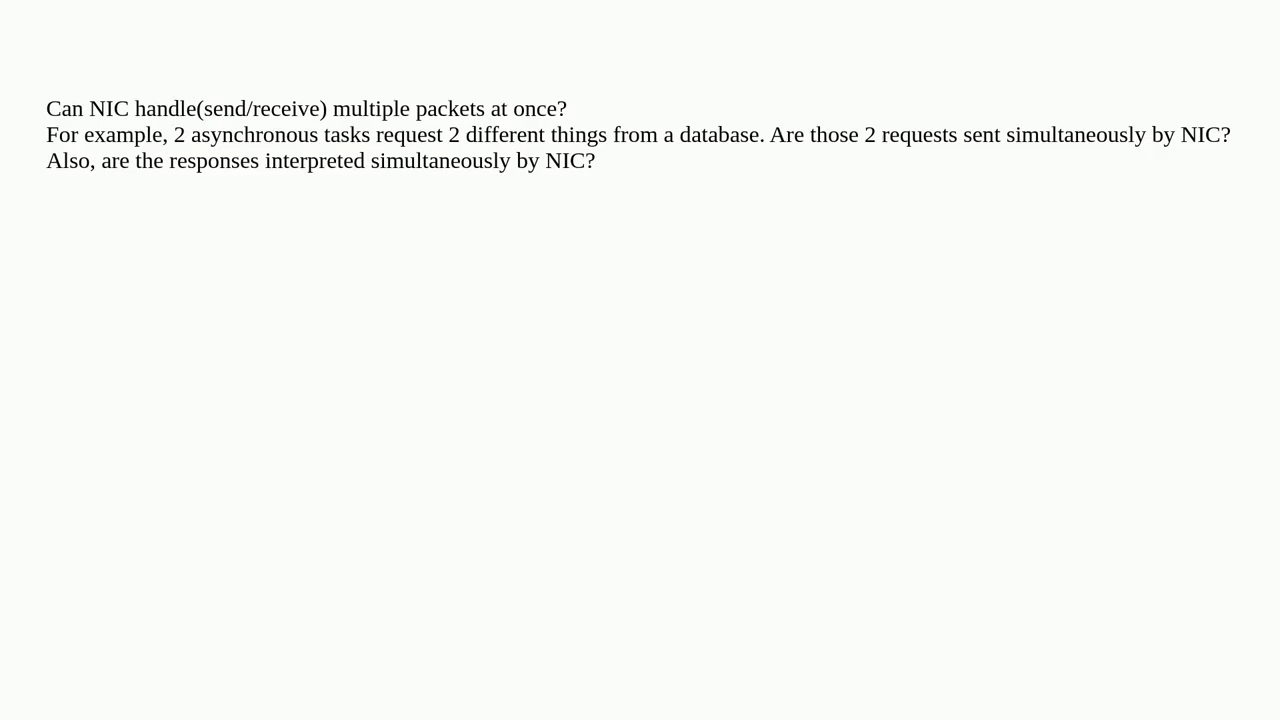 Can NIC handle(send/receive) multiple packets at once?
For example, 2 asynchronous tasks request 2 different things from a database. Are those 2 requests sent simultaneously by NIC?
Also, are the responses interpreted simultaneously by NIC?